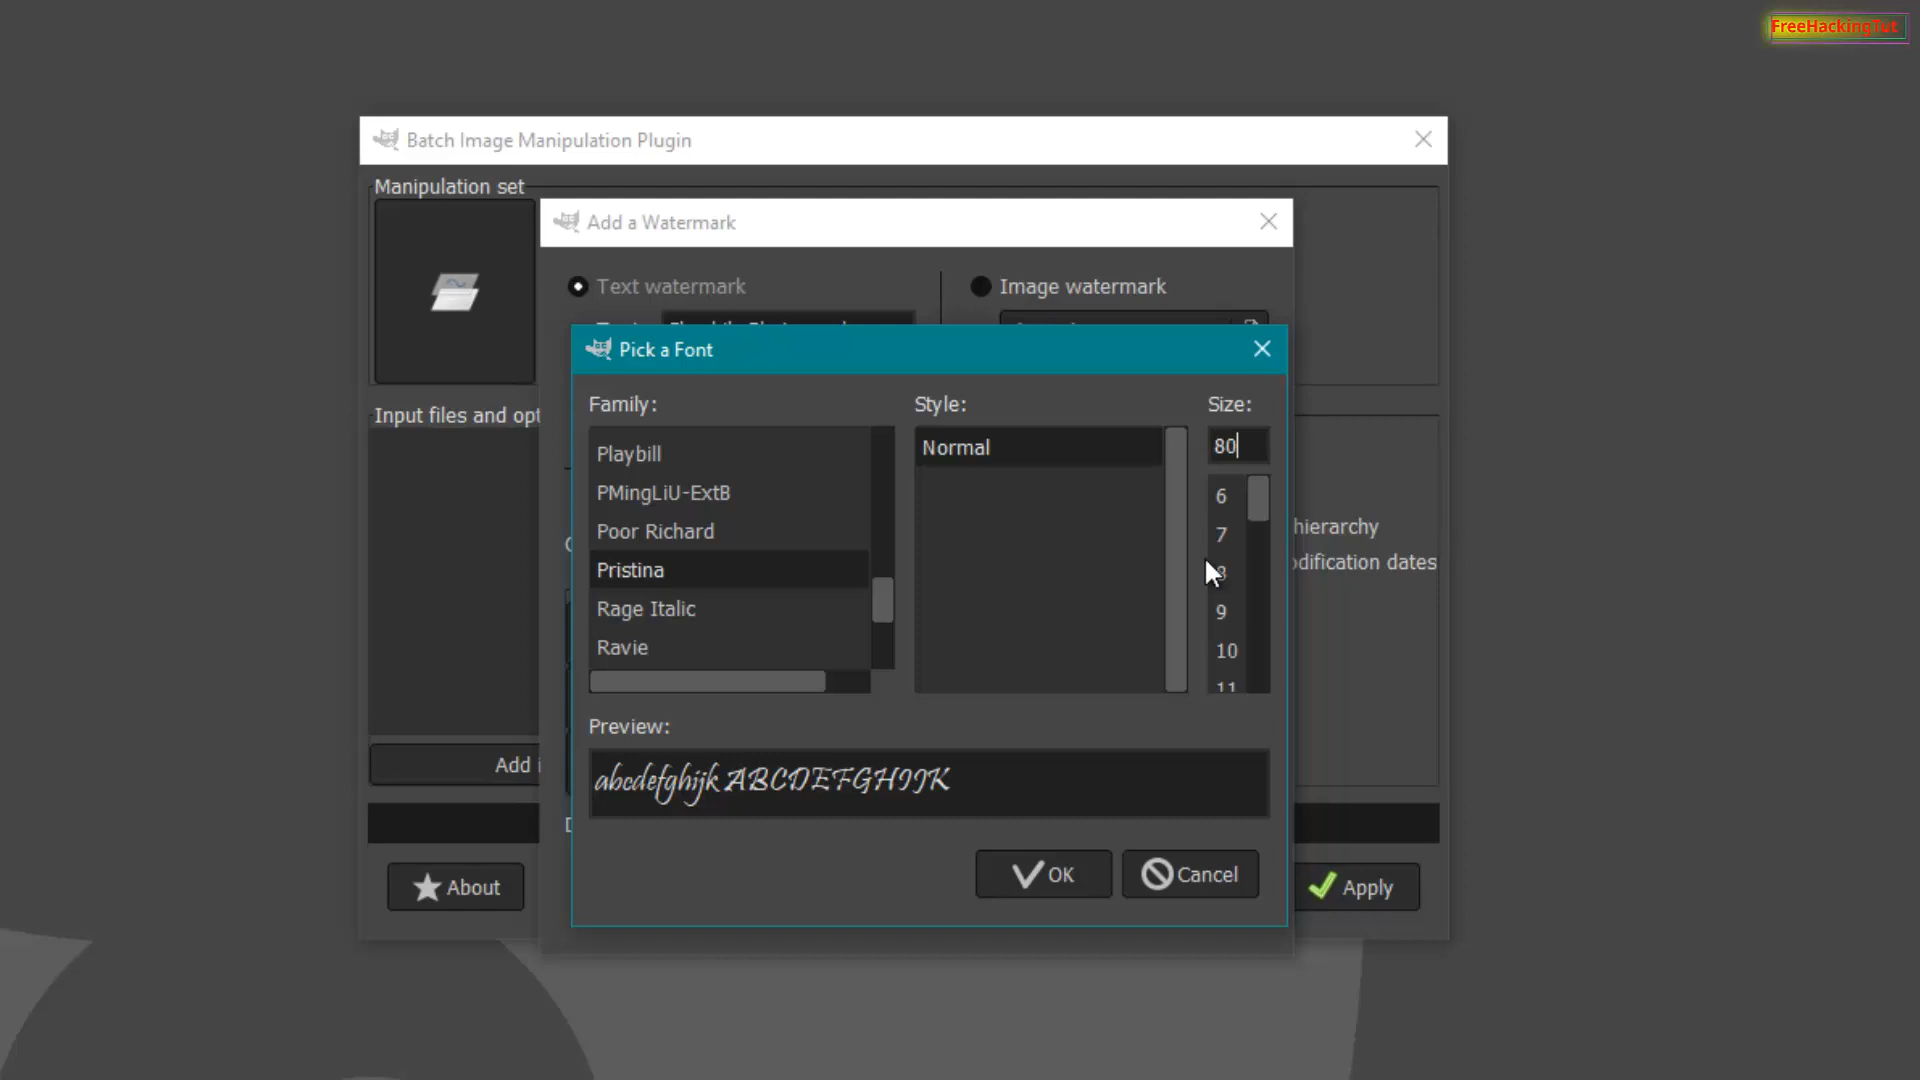 FreeHackingTut
Batch Image Manipulation Plugin
Manipulation set
Add a Watermark
Text watermark
Image watermark
Pick a Font
Input files and opt
Family:
Style:
Size:
Playbill
PMingLiU-ExtB
Poor Richard
Pristina
Rage Italic
Ravie
Normal
80
6
7
8
9
10
11
hierarchy
odification dates
Preview:
abcdefghijk ABCDEFGHIJK
Add i
OK
Cancel
About
Apply